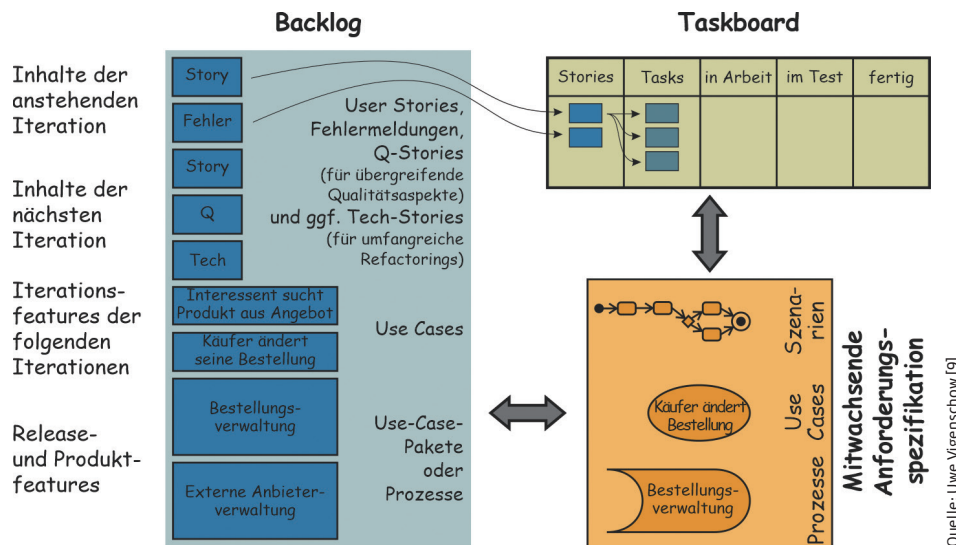 Backlog
Taskboard
Inhalte der
anstehenden
Iteration
Inhalte der
nächsten
Iteration
Iterations-
features der
folgenden
Iterationen
Release-
und Produkt-
features
Story
Fehler
Story
Q
Tech
Interessent sucht
Produkt aus Angebot
Käufer ändert
seine Bestellung
Bestellungs-
verwaltung
Externe Anbieter-
verwaltung
User Stories,
Fehlermeldungen,
Q-Stories
(für übergreifende
Qualitätsaspekte)
und ggf. Tech-Stories
(für umfangreiche
Refactorings)
Use Cases
Use-Case-
Pakete
oder
Prozesse
Stories
Tasks
in Arbeit
im Test
fertig
Szena-
rien
Käufer ändert
Bestellung
Use
Cases
Bestellungs-
verwaltung
Prozesse
Mitwachsende
Anforderungs-
spezifikation
Quelle: Uwe Vigenschow [9]